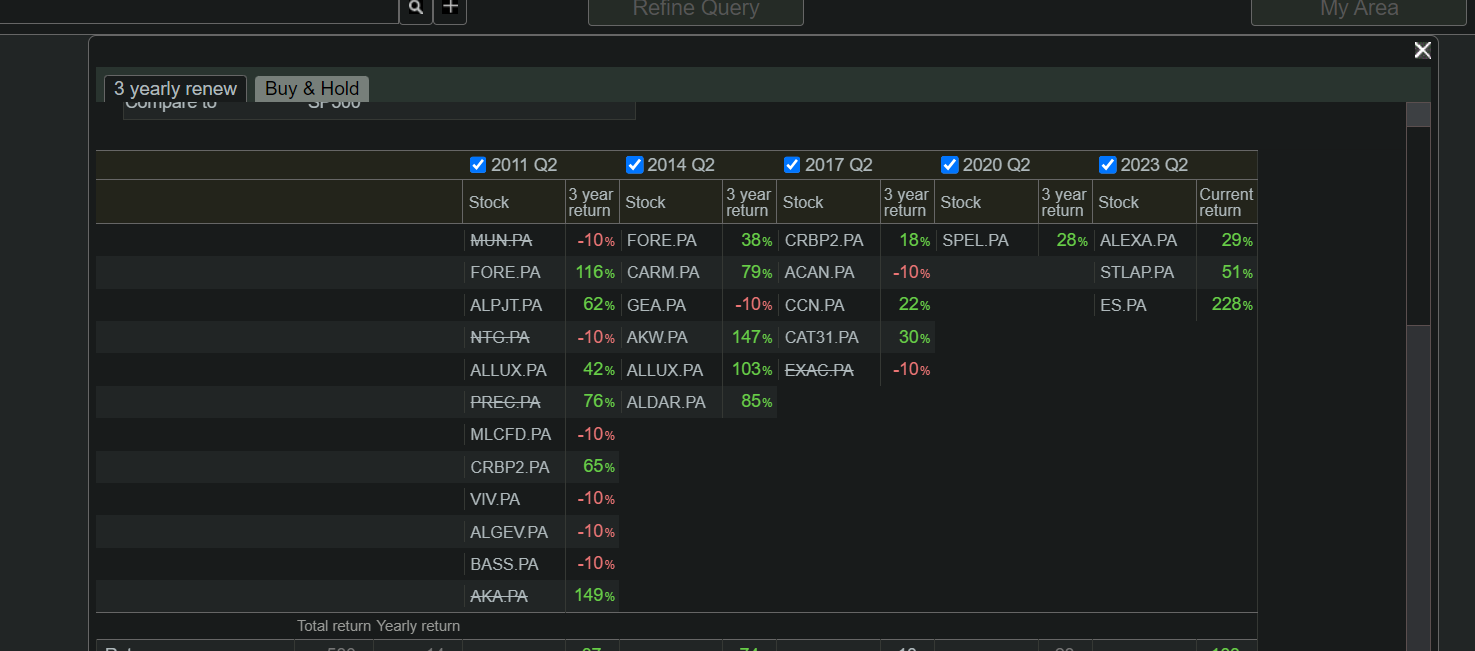 Refine Query My Area
3 yearly renew Buy & Hold
Compare to SP500
2011 Q2 2014 Q2 2017 Q2 2020 Q2 2023 Q2
Stock 3 year return Stock 3 year return Stock 3 year return Stock 3 year return Stock Current return
MUN.PA -10% FORE.PA 38% CRBP2.PA 18% SPEL.PA 28% ALEXA.PA 29%
FORE.PA 116% CARM.PA 79% ACAN.PA -10% STLAP.PA 51%
ALPJT.PA 62% GEA.PA -10% CCN.PA 22% ES.PA 228%
NTG.PA -10% AKW.PA 147% CAT31.PA 30%
ALLUX.PA 42% ALLUX.PA 103% EXAC.PA -10%
PREC.PA 76% ALDAR.PA 85%
MLCFD.PA -10%
CRBP2.PA 65%
VIV.PA -10%
ALGEV.PA -10%
BASS.PA -10%
AKA.PA 149%
Total return Yearly return